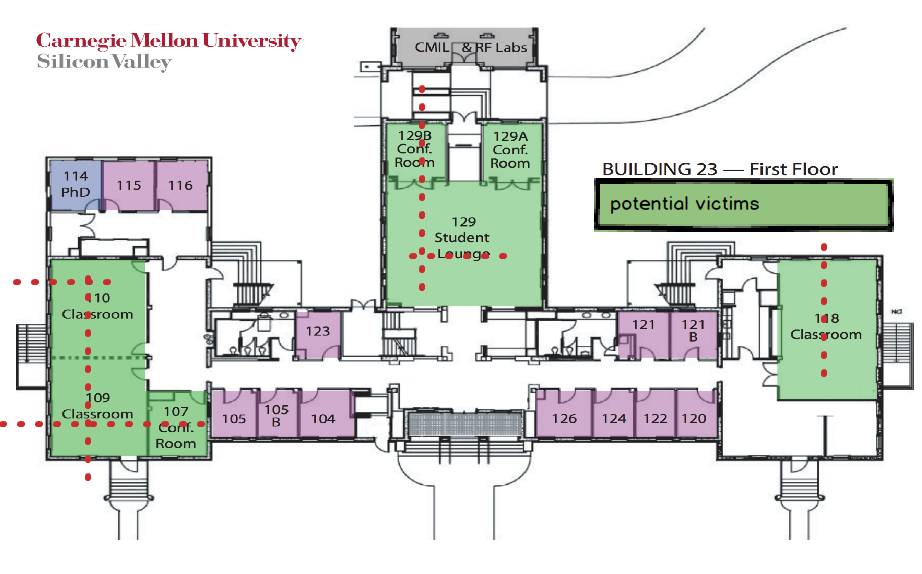 Carnegie Mellon University
Silicon Valley
CMIL & RF Labs
129B
Conf.
Room
129A
Conf.
Room
BUILDING 23 — First Floor
potential victims
114
PhD
115
116
129
Student
Lounge
110
Classroom
123
121
121
B
118
Classroom
109
Classroom
107
Conf.
Room
105
105
B
104
126
124
122
120